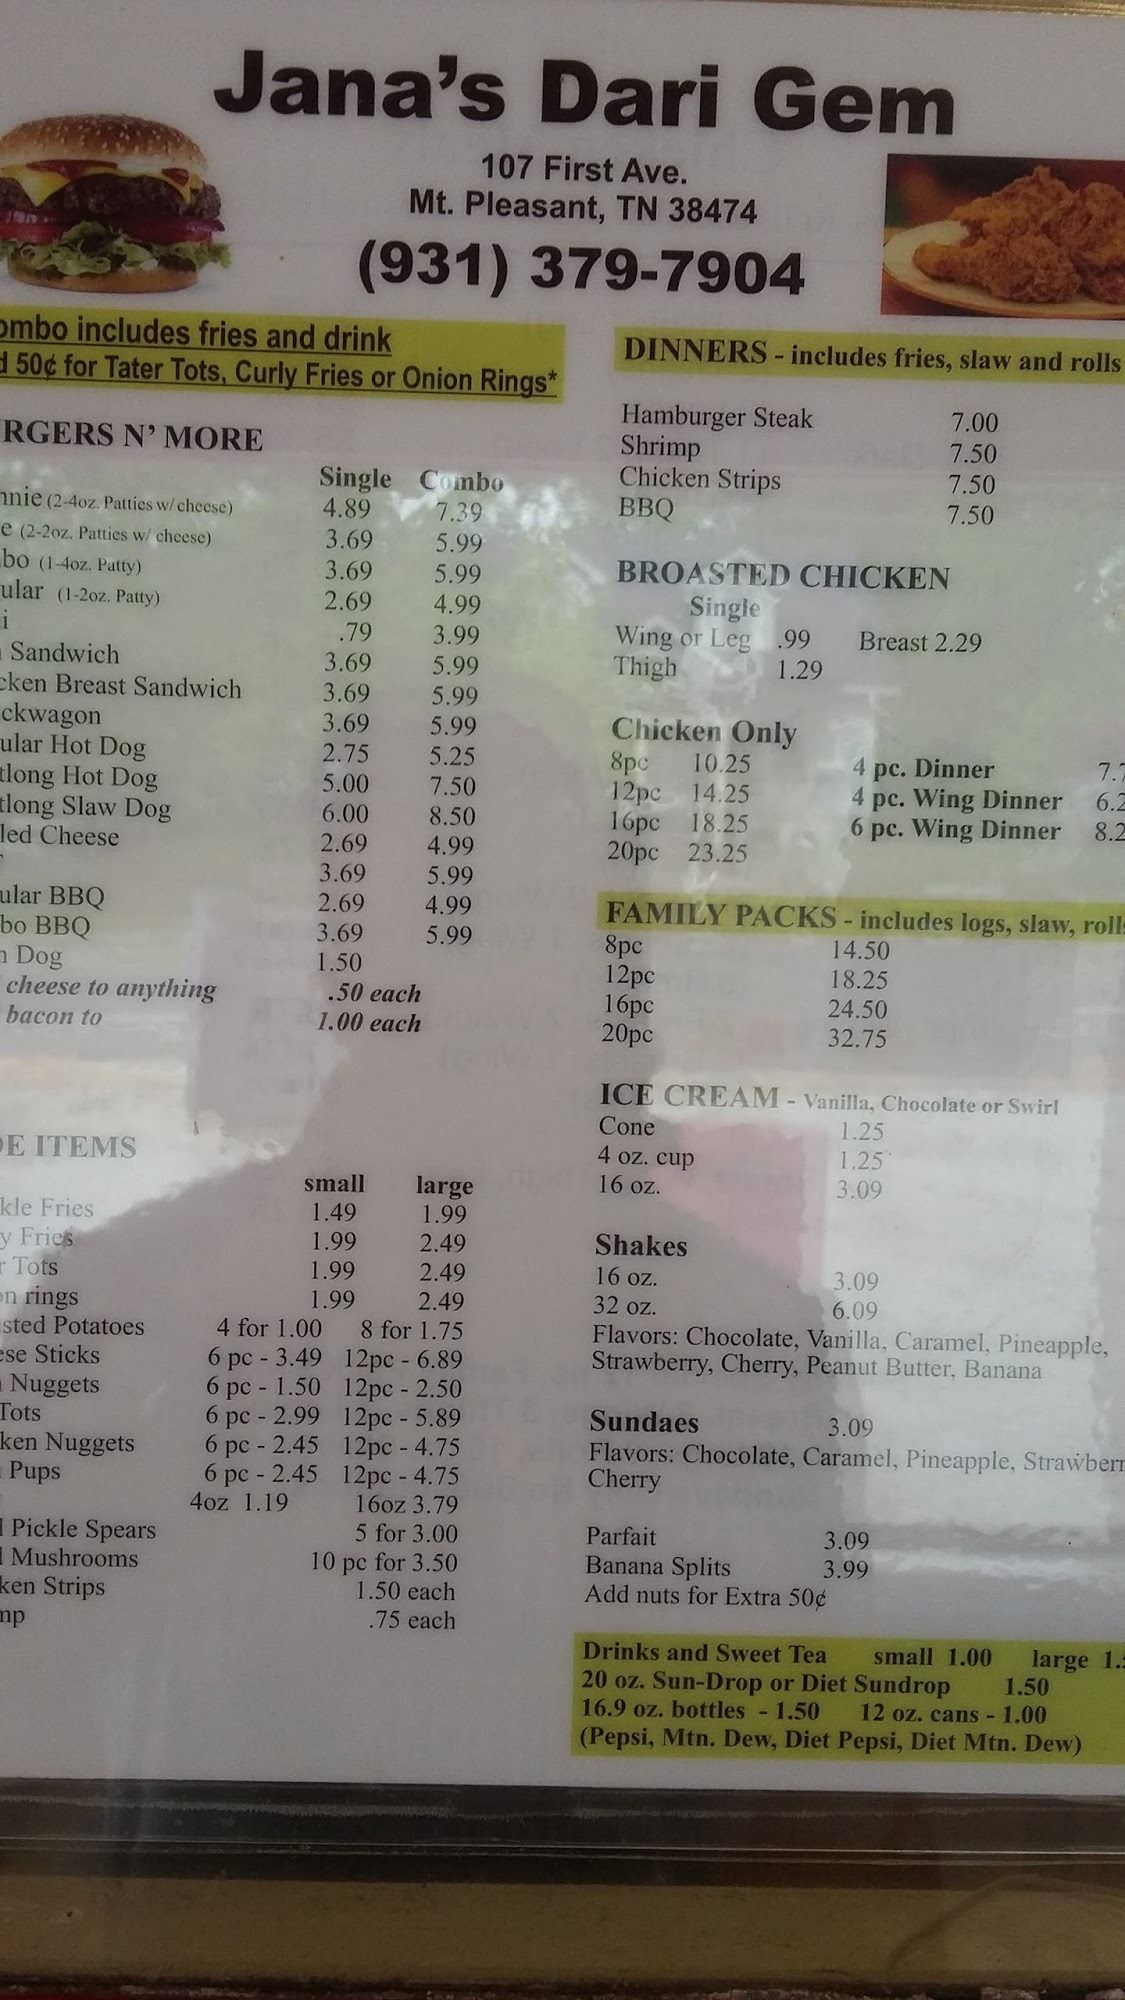 Jana's Dari Gem
107 First Ave.
Mt. Pleasant, TN 38474
(931) 379-7904
ombo includes fries and drink
d 50¢ for Tater Tots, Curly Fries or Onion Rings*
RGERS N' MORE
Single Combo
nnie (2-4oz. Patties w/ cheese) 4.89 7.39
e (2-2oz. Patties w/ cheese) 3.69 5.99
bo (1-4oz. Patty) 3.69 5.99
ular (1-2oz. Patty) 2.69 4.99
i .79 3.99
Sandwich 3.69 5.99
cken Breast Sandwich 3.69 5.99
ckwagon 3.69 5.99
ular Hot Dog 2.75 5.25
tlong Hot Dog 5.00 7.50
tlong Slaw Dog 6.00 8.50
led Cheese 2.69 4.99
3.69 5.99
ular BBQ 2.69 4.99
bo BBQ 3.69 5.99
n Dog 1.50
cheese to anything .50 each
bacon to 1.00 each
DE ITEMS
small large
kle Fries 1.49 1.99
y Fries 1.99 2.49
r Tots 1.99 2.49
on rings 1.99 2.49
sted Potatoes 4 for 1.00 8 for 1.75
ese Sticks 6 pc - 3.49 12pc - 6.89
Nuggets 6 pc - 1.50 12pc - 2.50
Tots 6 pc - 2.99 12pc - 5.89
ken Nuggets 6 pc - 2.45 12pc - 4.75
Pups 6 pc - 2.45 12pc - 4.75
4oz 1.19 16oz 3.79
d Pickle Spears 5 for 3.00
d Mushrooms 10 pc for 3.50
ken Strips 1.50 each
mp .75 each
DINNERS - includes fries, slaw and rolls
Hamburger Steak 7.00
Shrimp 7.50
Chicken Strips 7.50
BBQ 7.50
BROASTED CHICKEN
Single
Wing or Leg .99 Breast 2.29
Thigh 1.29
Chicken Only
8pc 10.25 4 pc. Dinner 7.7
12pc 14.25 4 pc. Wing Dinner 6.2
16pc 18.25 6 pc. Wing Dinner 8.2
20pc 23.25
FAMILY PACKS - includes logs, slaw, rolls
8pc 14.50
12pc 18.25
16pc 24.50
20pc 32.75
ICE CREAM - Vanilla, Chocolate or Swirl
Cone 1.25
4 oz. cup 1.25
16 oz. 3.09
Shakes
16 oz. 3.09
32 oz. 6.09
Flavors: Chocolate, Vanilla, Caramel, Pineapple,
Strawberry, Cherry, Peanut Butter, Banana
Sundaes 3.09
Flavors: Chocolate, Caramel, Pineapple, Strawberr
Cherry
Parfait 3.09
Banana Splits 3.99
Add nuts for Extra 50¢
Drinks and Sweet Tea small 1.00 large 1.
20 oz. Sun-Drop or Diet Sundrop 1.50
16.9 oz. bottles - 1.50 12 oz. cans - 1.00
(Pepsi, Mtn. Dew, Diet Pepsi, Diet Mtn. Dew)